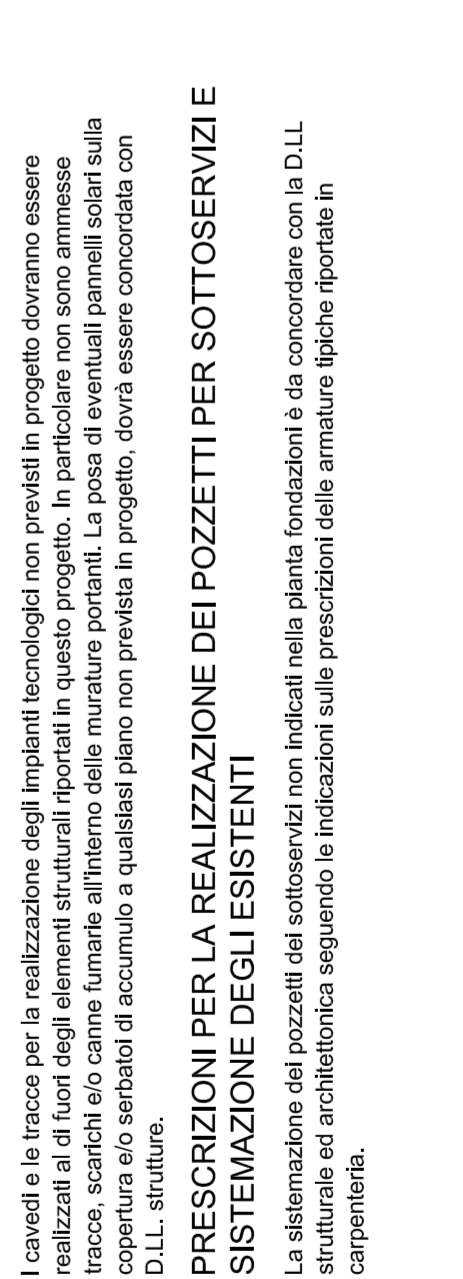 I cavedi e le tracce per la realizzazione degli impianti tecnologici non previsti in progetto dovranno essere
realizzati al di fuori degli elementi strutturali riportati in questo progetto. In particolare non sono ammesse
tracce, scarichi e/o canne fumarie all'interno delle murature portanti. La posa di eventuali pannelli solari sulla
copertura e/o serbatoi di accumulo a qualsiasi piano non prevista in progetto, dovrà essere concordata con
D.LL. strutture.
PRESCRIZIONI PER LA REALIZZAZIONE DEI POZZETTI PER SOTTOSERVIZI E
SISTEMAZIONE DEGLI ESISTENTI
La sistemazione dei pozzetti dei sottoservizi non indicati nella pianta fondazioni è da concordare con la D.LL
strutturale ed architettonica seguendo le indicazioni sulle prescrizioni delle armature tipiche riportate in
carpenteria.